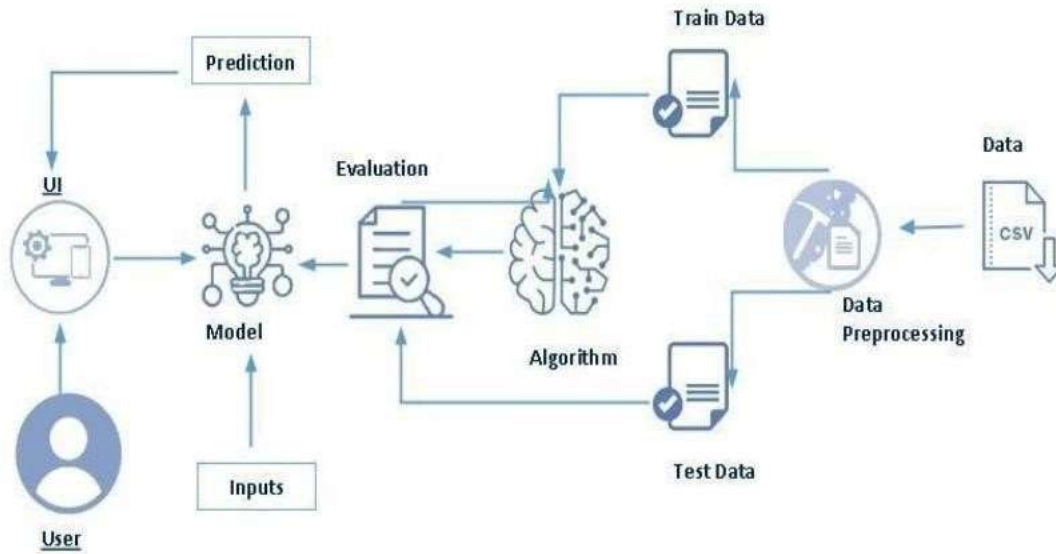 Train Data
Prediction
Data
Evaluation
UI
CSV
Model
Data
Preprocessing
Algorithm
Inputs
Test Data
User